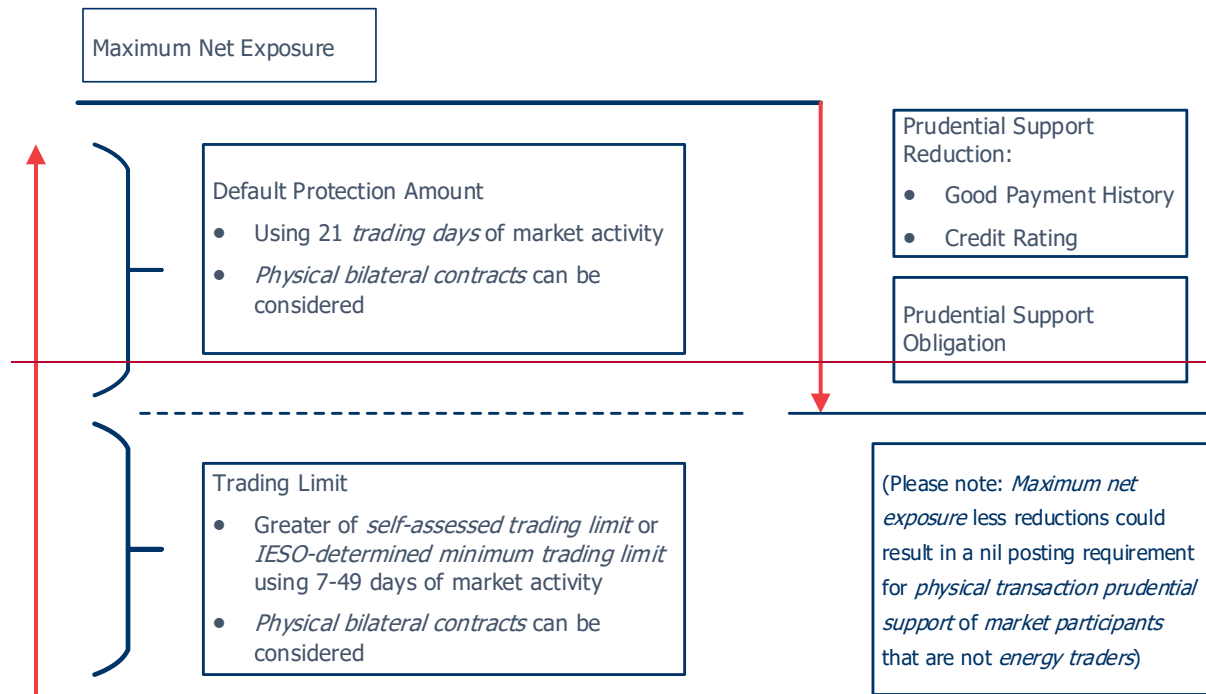 Maximum Net Exposure
Default Protection Amount
• Using 21 trading days of market activity
• Physical bilateral contracts can be
considered
Trading Limit
• Greater of self-assessed trading limit or
IESO-determined minimum trading limit
using 7-49 days of market activity
• Physical bilateral contracts can be
considered
Prudential Support
Reduction:
• Good Payment History
• Credit Rating
Prudential Support
Obligation
(Please note: Maximum net
exposure less reductions could
result in a nil posting requirement
for physical transaction prudential
support of market participants
that are not energy traders)